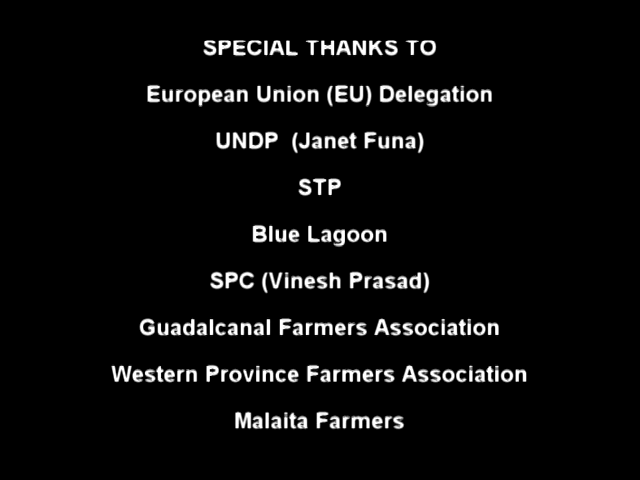 SPECIAL THANKS TO
European Union (EU) Delegation
UNDP (Janet Funa)
STP
Blue Lagoon
SPC (Vinesh Prasad)
Guadalcanal Farmers Association
Western Province Farmers Association
Malaita Farmers